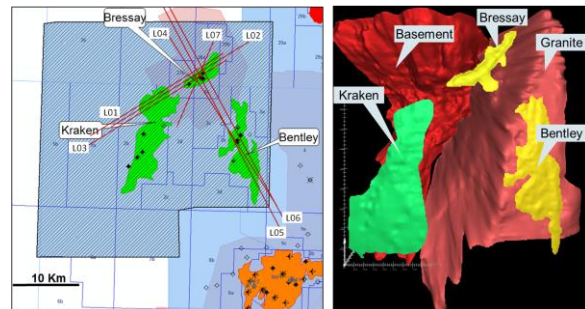 Bressay
L04
L07
L02
L01
Kraken
L03
Bentley
L06
L05
10 Km
Bressay
Basement
Granite
Kraken
Bentley